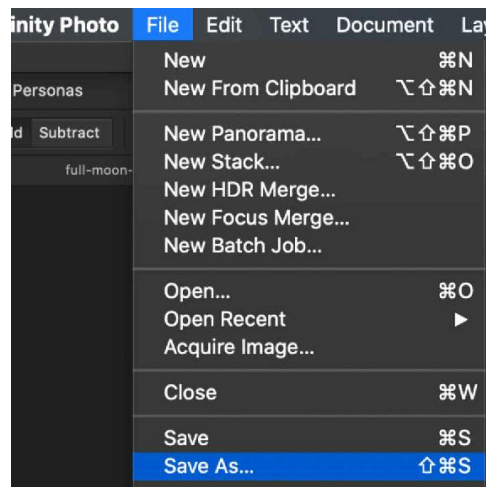 inity Photo File Edit Text Document La
New ⌘N
Personas
New From Clipboard ⌥⇧⌘N
ld Subtract
New Panorama... ⌥⇧⌘P
full-moon-
New Stack... ⌥⇧⌘O
New HDR Merge...
New Focus Merge...
New Batch Job...
Open... ⌘O
Open Recent ▶
Acquire Image...
Close ⌘W
Save ⌘S
Save As... ⇧⌘S